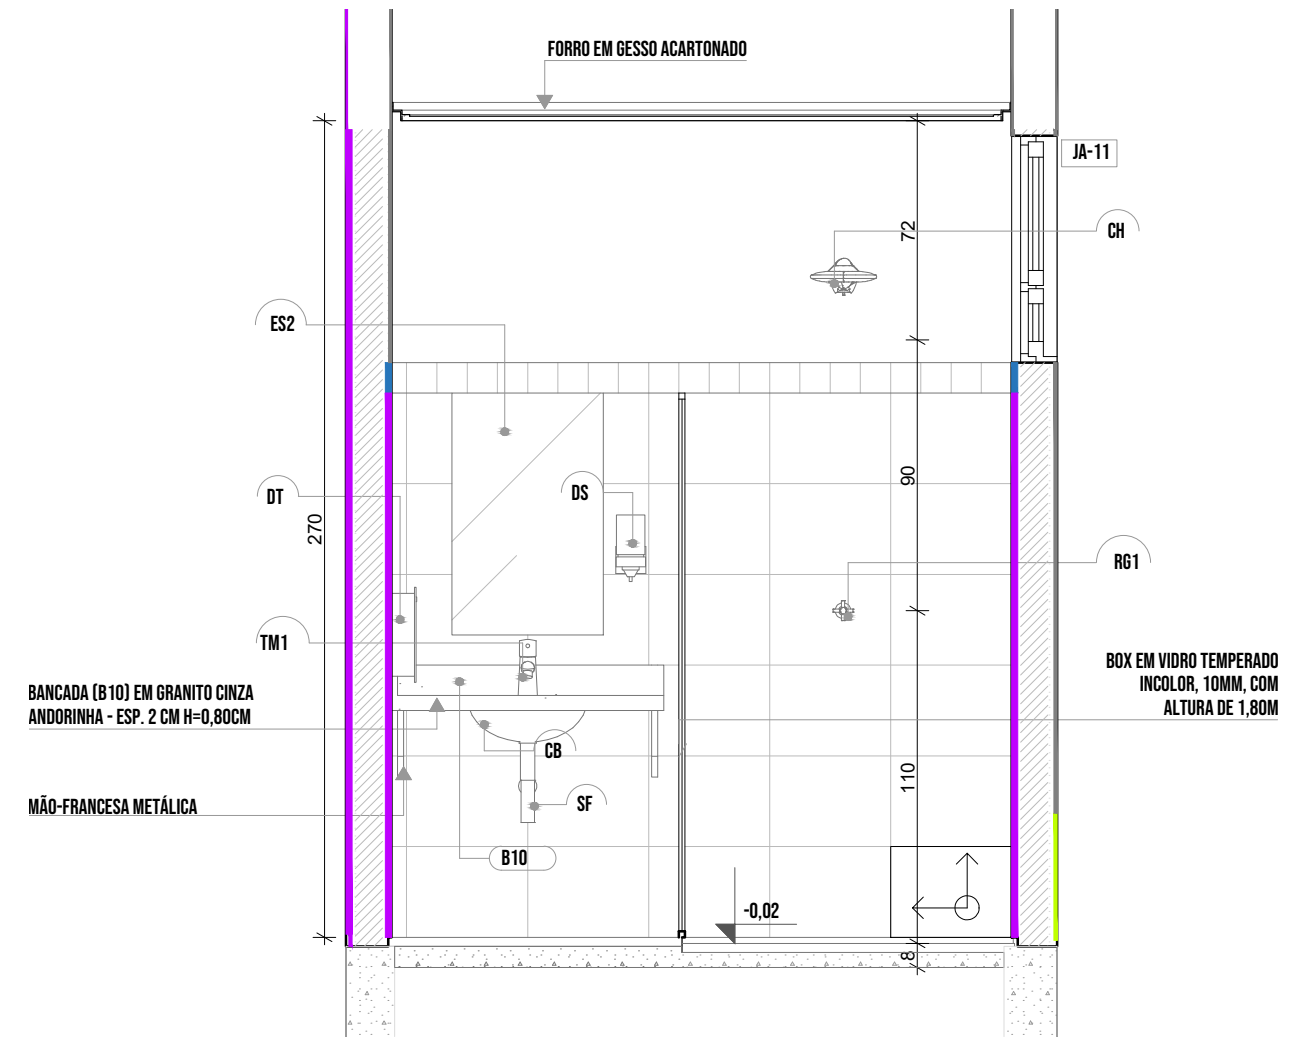 FORRO EM GESSO ACARTONADO
JA-11
72
CH
ES2
90
DT
DS
270
RG1
TM1
BOX EM VIDRO TEMPERADO
INCOLOR, 10MM, COM
ALTURA DE 1,80M
BANCADA (B10) EM GRANITO CINZA
ANDORINHA - ESP. 2 CM H=0,80CM
CB
110
MÃO-FRANCESA METÁLICA
SF
B10
-0,02
8